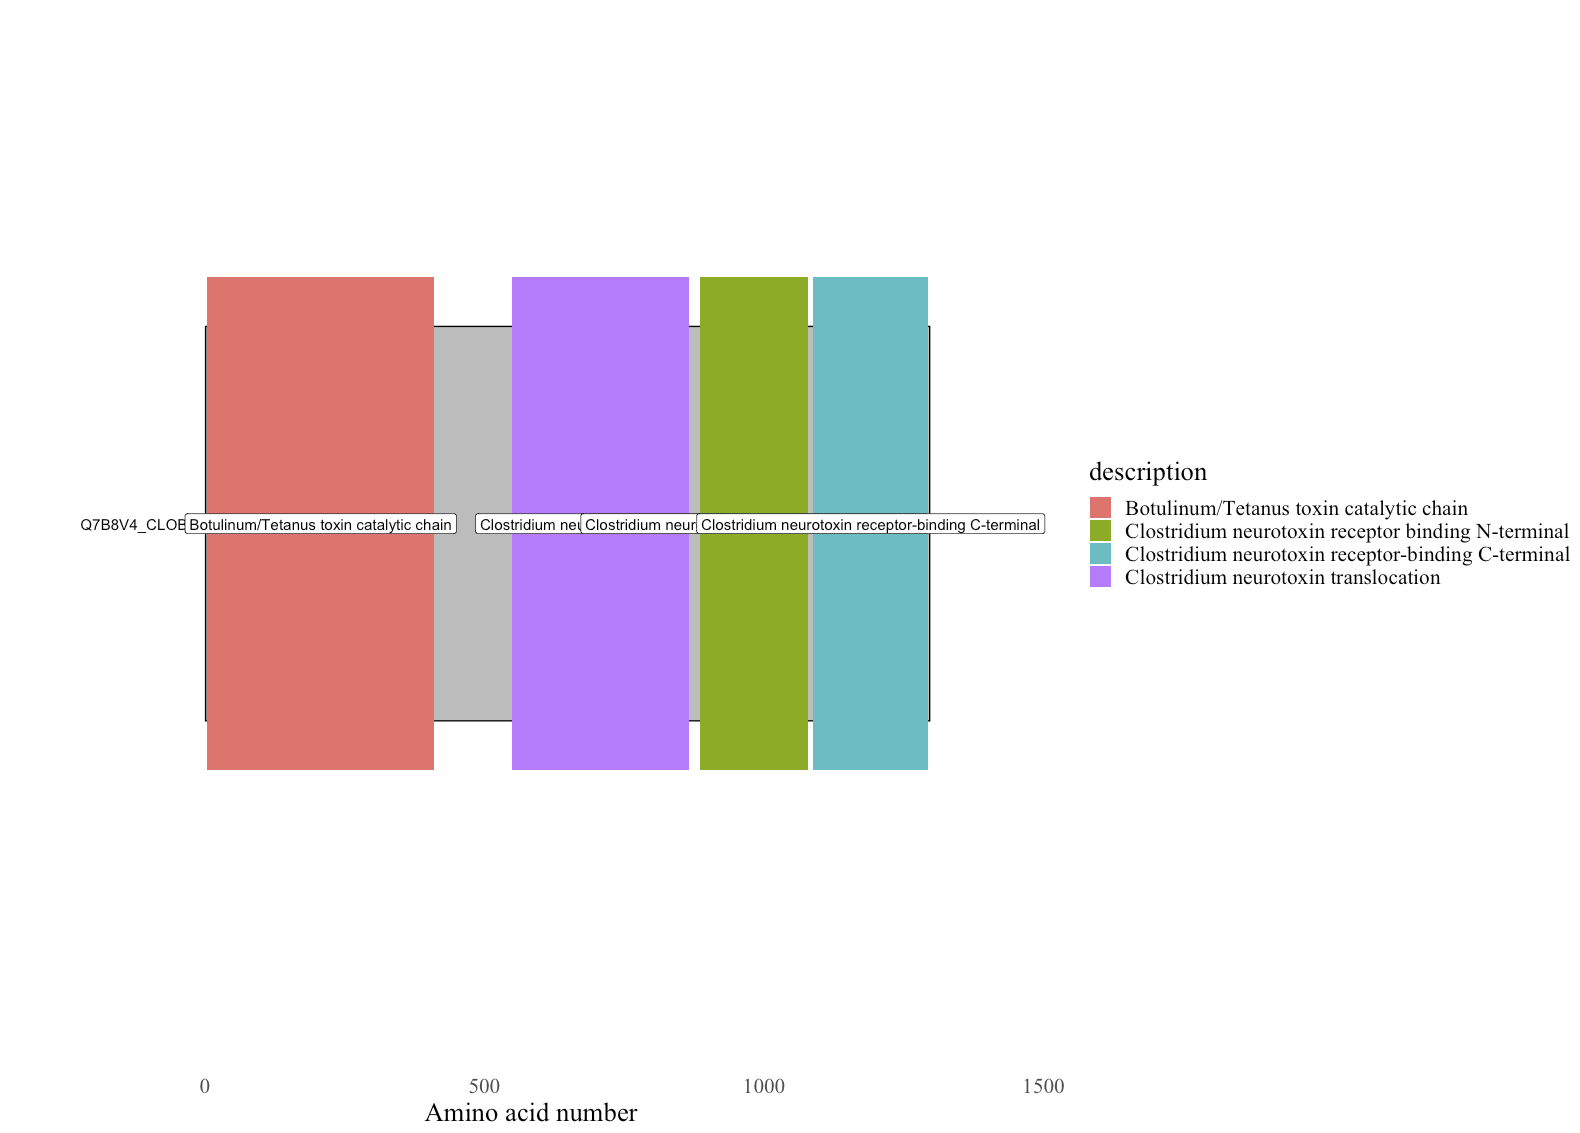 Q7B8V4_CLOB Botulinum/Tetanus toxin catalytic chain Clostridium neu Clostridium neur Clostridium neurotoxin receptor-binding C-terminal
description
Botulinum/Tetanus toxin catalytic chain
Clostridium neurotoxin receptor binding N-terminal
Clostridium neurotoxin receptor-binding C-terminal
Clostridium neurotoxin translocation
0 500 1000 1500
Amino acid number